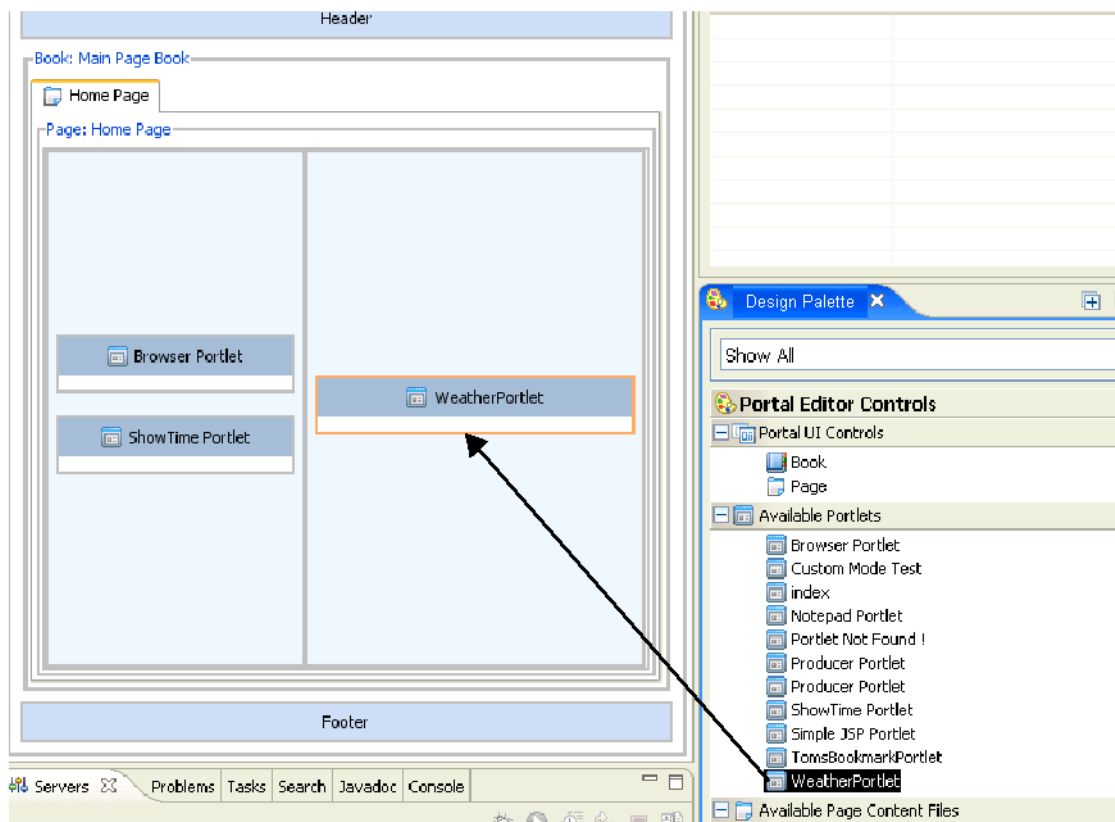 Header
Book: Main Page Book
Home Page
Page: Home Page
Browser Portlet
ShowTime Portlet
WeatherPortlet
Footer
Servers
Problems
Tasks
Search
Javadoc
Console
Design Palette
Show All
Portal Editor Controls
Portal UI Controls
Book
Page
Available Portlets
Browser Portlet
Custom Mode Test
index
Notepad Portlet
Portlet Not Found !
Producer Portlet
Producer Portlet
ShowTime Portlet
Simple JSP Portlet
TomsBookmarkPortlet
WeatherPortlet
Available Page Content Files